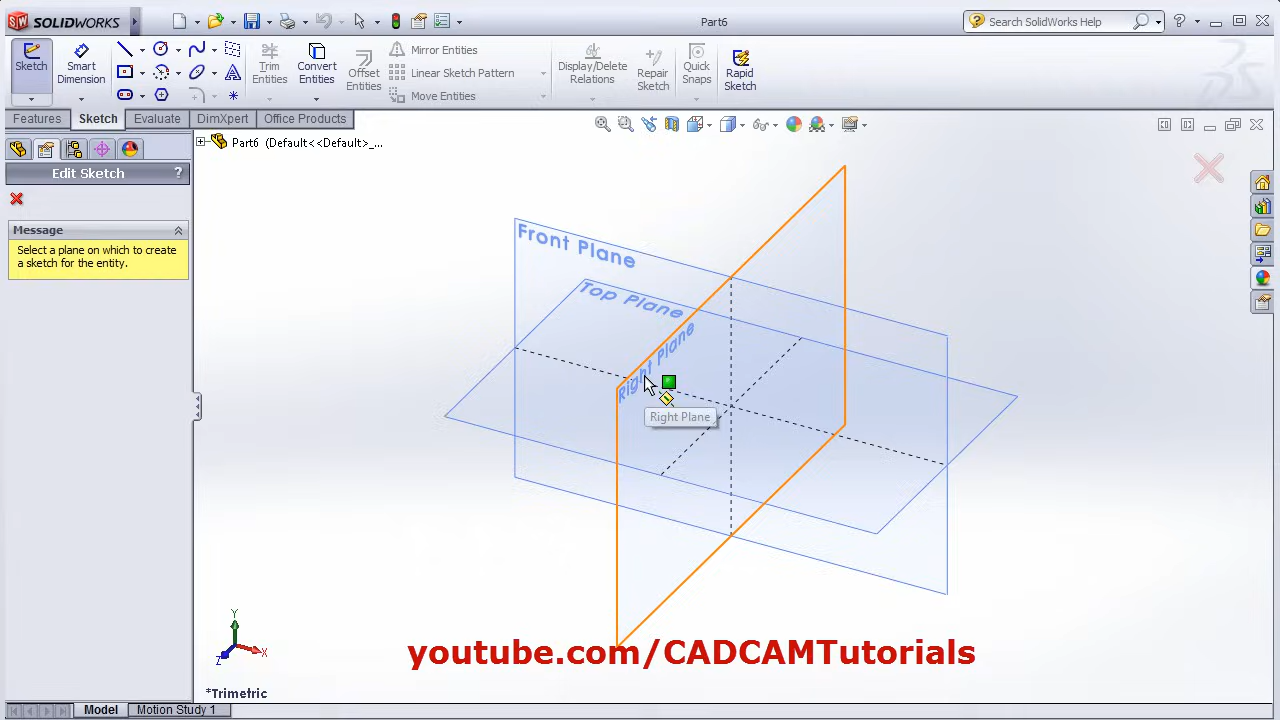 SOLIDWORKS
Part6
Search SolidWorks Help
Sketch
Smart Dimension
Trim Entities
Convert Entities
Offset Entities
Mirror Entities
Linear Sketch Pattern
Move Entities
Display/Delete Relations
Repair Sketch
Quick Snaps
Rapid Sketch
Features
Sketch
Evaluate
DimXpert
Office Products
Part6 (Default<<Default>_...
Edit Sketch
?
Message
Select a plane on which to create
a sketch for the entity.
Front Plane
Top Plane
Right Plane
Right Plane
Y
X
Z
*Trimetric
youtube.com/CADCAMTutorials
Model
Motion Study 1